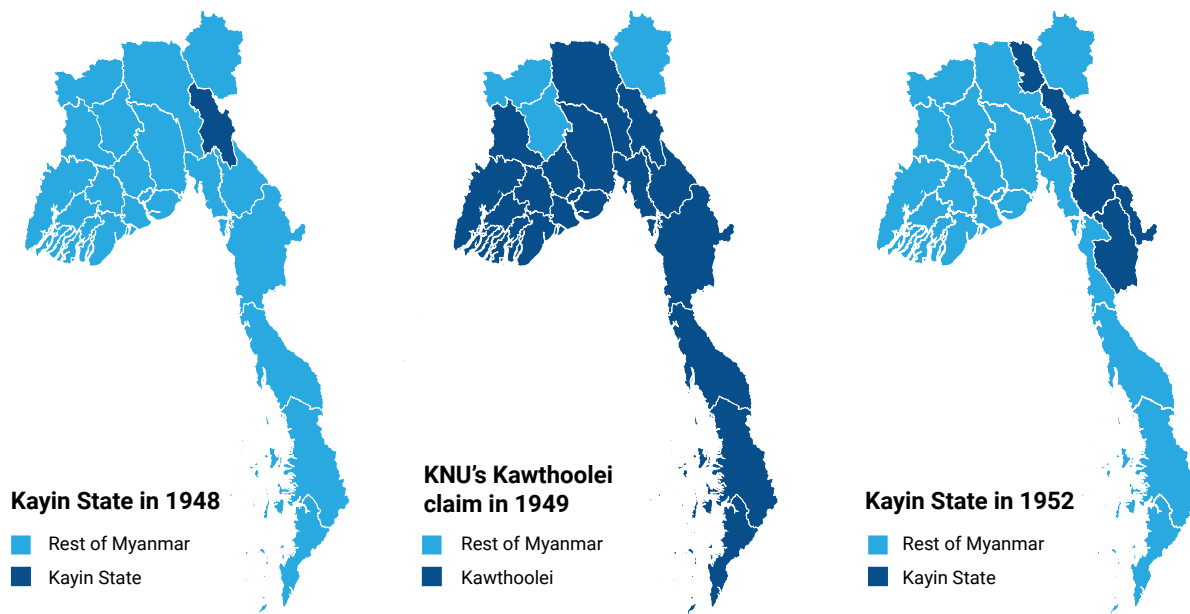 Kayin State in 1948
Rest of Myanmar
Kayin State
KNU's Kawthoolei
claim in 1949
Rest of Myanmar
Kawthoolei
Kayin State in 1952
Rest of Myanmar
Kayin State